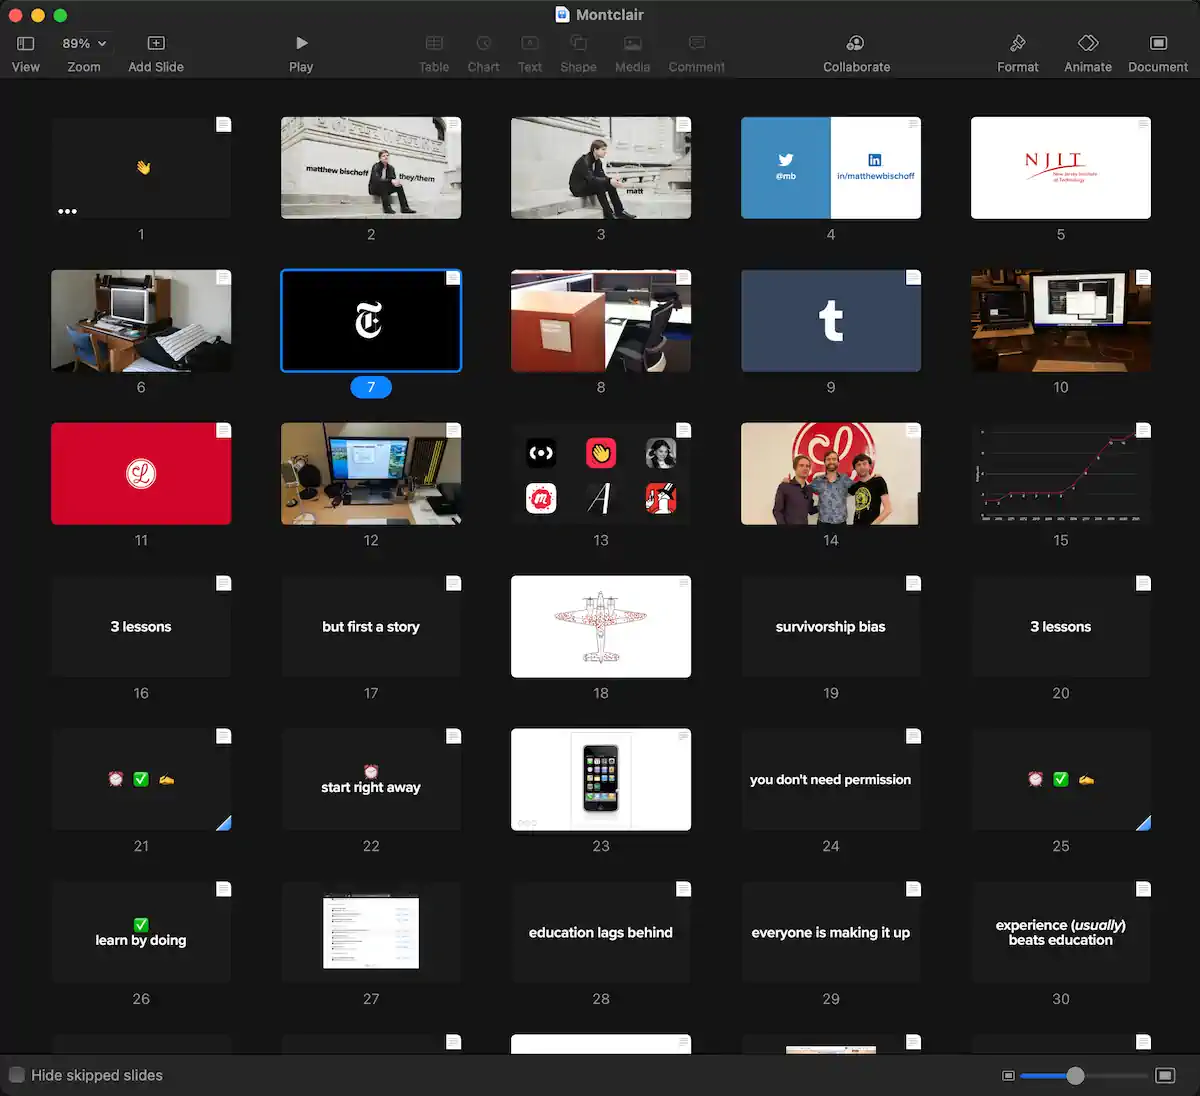 Montclair
89%
View
Zoom
Add Slide
Play
Table
Chart
Text
Shape
Media
Comment
Collaborate
Format
Animate
Document
1
matthew bischoff
they/them
2
matt
3
@mb
in/matthewbischoff
4
NJIT
New Jersey Institute
of Technology
5
6
7
8
t
9
10
11
12
13
14
15
3 lessons
16
but first a story
17
18
survivorship bias
19
3 lessons
20
21
start right away
22
23
you don't need permission
24
25
learn by doing
26
27
education lags behind
28
everyone is making it up
29
experience (usually)
beats education
30
Hide skipped slides